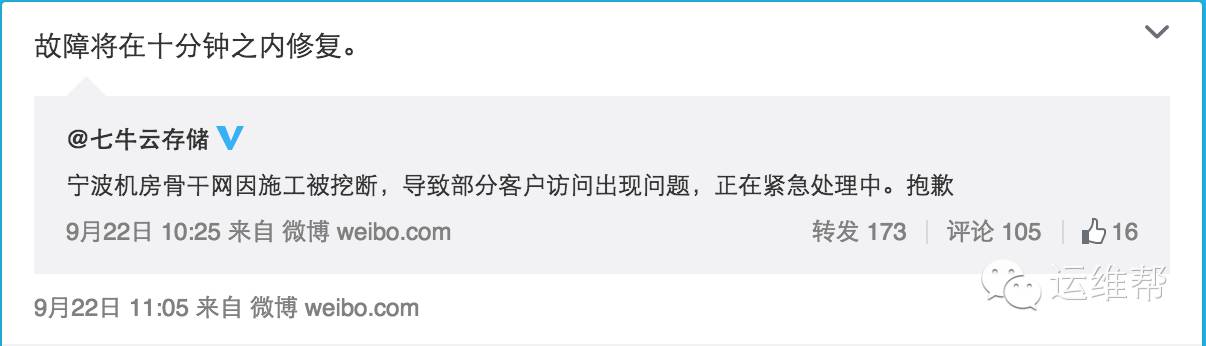 故障将在十分钟之内修复。
@七牛云存储
宁波机房骨干网因施工被挖断，导致部分客户访问出现问题，正在紧急处理中。抱歉
9月22日 10:25 来自 微博 weibo.com 转发 173 评论 105 16
9月22日 11:05 来自 微博 weibo.com
运维帮